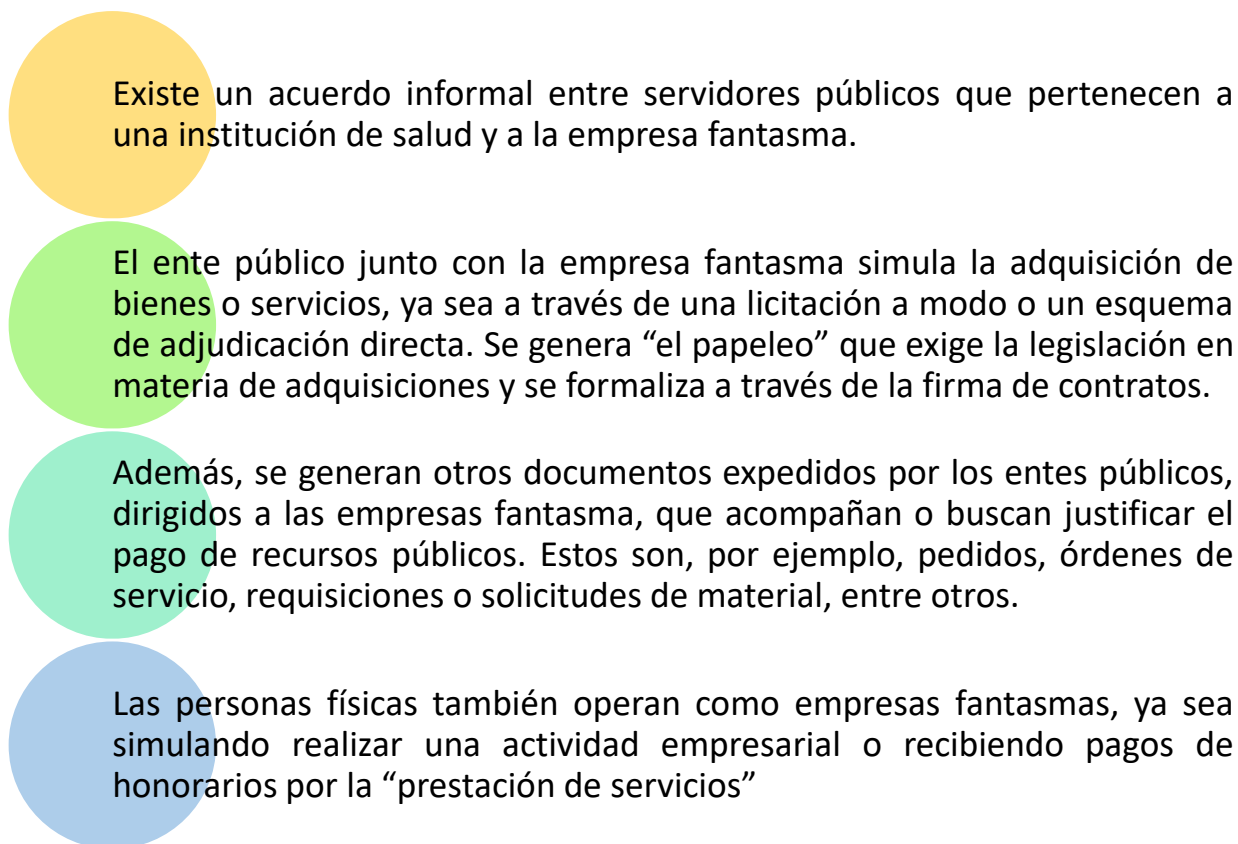 Existe un acuerdo informal entre servidores públicos que pertenecen a
una institución de salud y a la empresa fantasma.
El ente público junto con la empresa fantasma simula la adquisición de
bienes o servicios, ya sea a través de una licitación a modo o un esquema
de adjudicación directa. Se genera “el papeleo” que exige la legislación en
materia de adquisiciones y se formaliza a través de la firma de contratos.
Además, se generan otros documentos expedidos por los entes públicos,
dirigidos a las empresas fantasma, que acompañan o buscan justificar el
pago de recursos públicos. Estos son, por ejemplo, pedidos, órdenes de
servicio, requisiciones o solicitudes de material, entre otros.
Las personas físicas también operan como empresas fantasmas, ya sea
simulando realizar una actividad empresarial o recibiendo pagos de
honorarios por la “prestación de servicios”